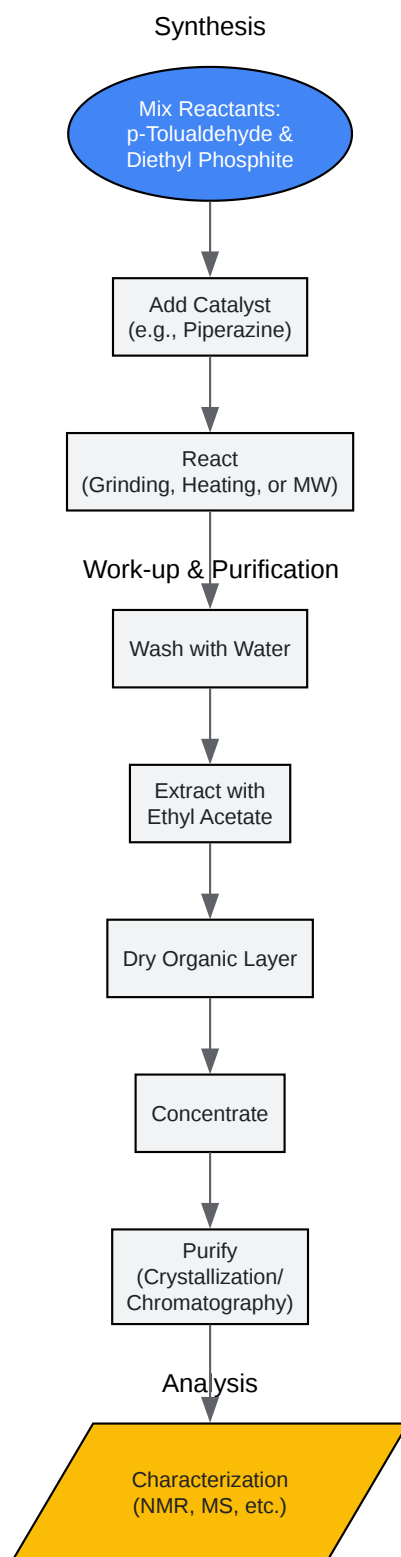 Synthesis
Mix Reactants:
p-Tolualdehyde &
Diethyl Phosphite
Add Catalyst
(e.g., Piperazine)
React
(Grinding, Heating, or MW)
Work-up & Purification
Wash with Water
Extract with
Ethyl Acetate
Dry Organic Layer
Concentrate
Purify
(Crystallization/
Chromatography)
Analysis
Characterization
(NMR, MS, etc.)